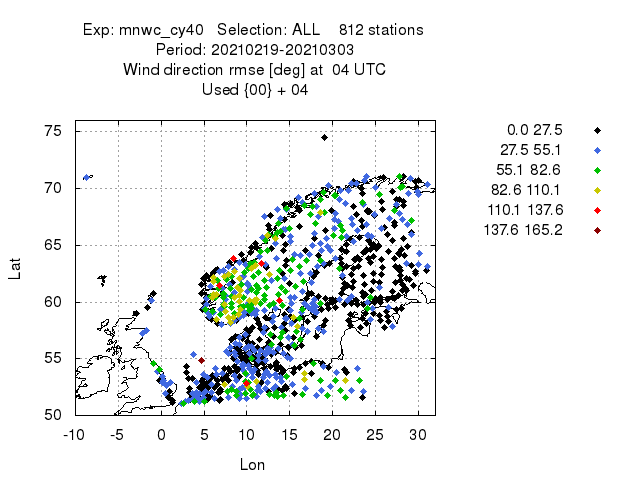 Exp: mnwc_cy40   Selection: ALL    812 stations
Period: 20210219-20210303
Wind direction rmse [deg] at  04 UTC
Used {00} + 04
0.0 27.5
27.5 55.1
55.1 82.6
82.6 110.1
110.1 137.6
137.6 165.2
75
70
65
60
55
50
Lat
-10 -5 0 5 10 15 20 25 30
Lon